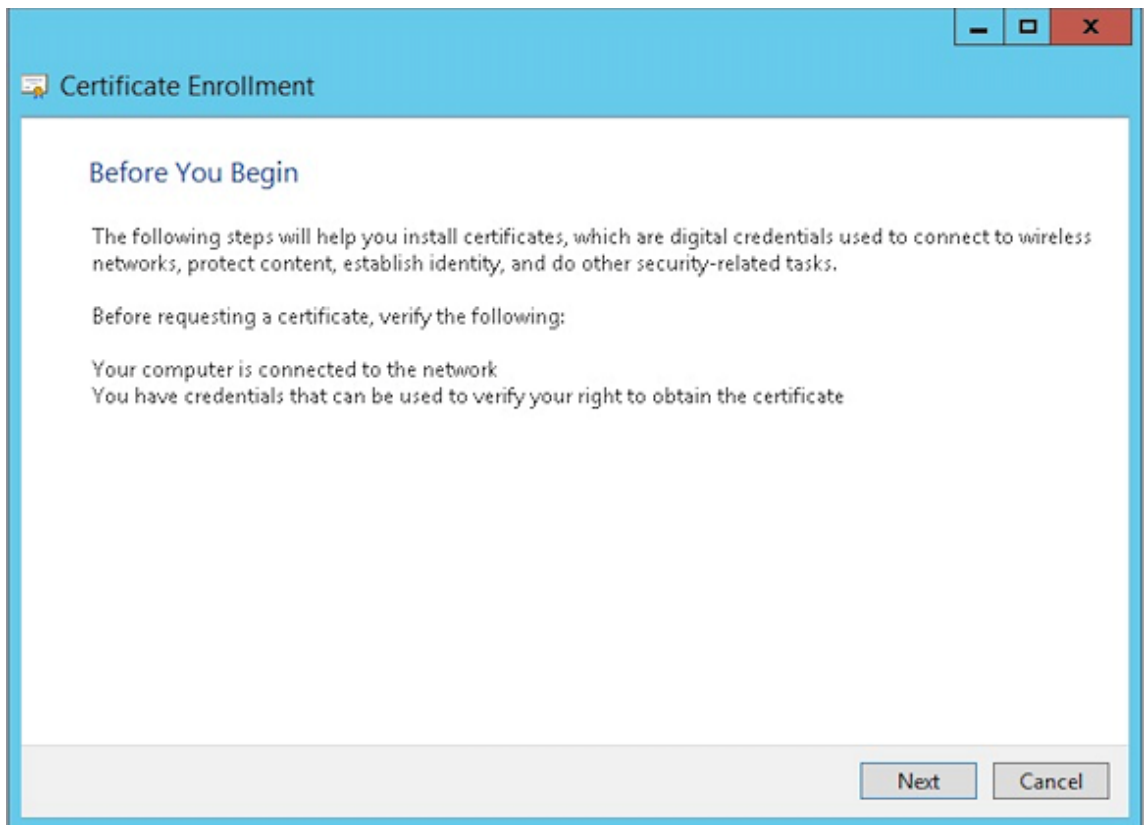 Certificate Enrollment
Before You Begin
The following steps will help you install certificates, which are digital credentials used to connect to wireless
networks, protect content, establish identity, and do other security-related tasks.
Before requesting a certificate, verify the following:
Your computer is connected to the network
You have credentials that can be used to verify your right to obtain the certificate
Next Cancel